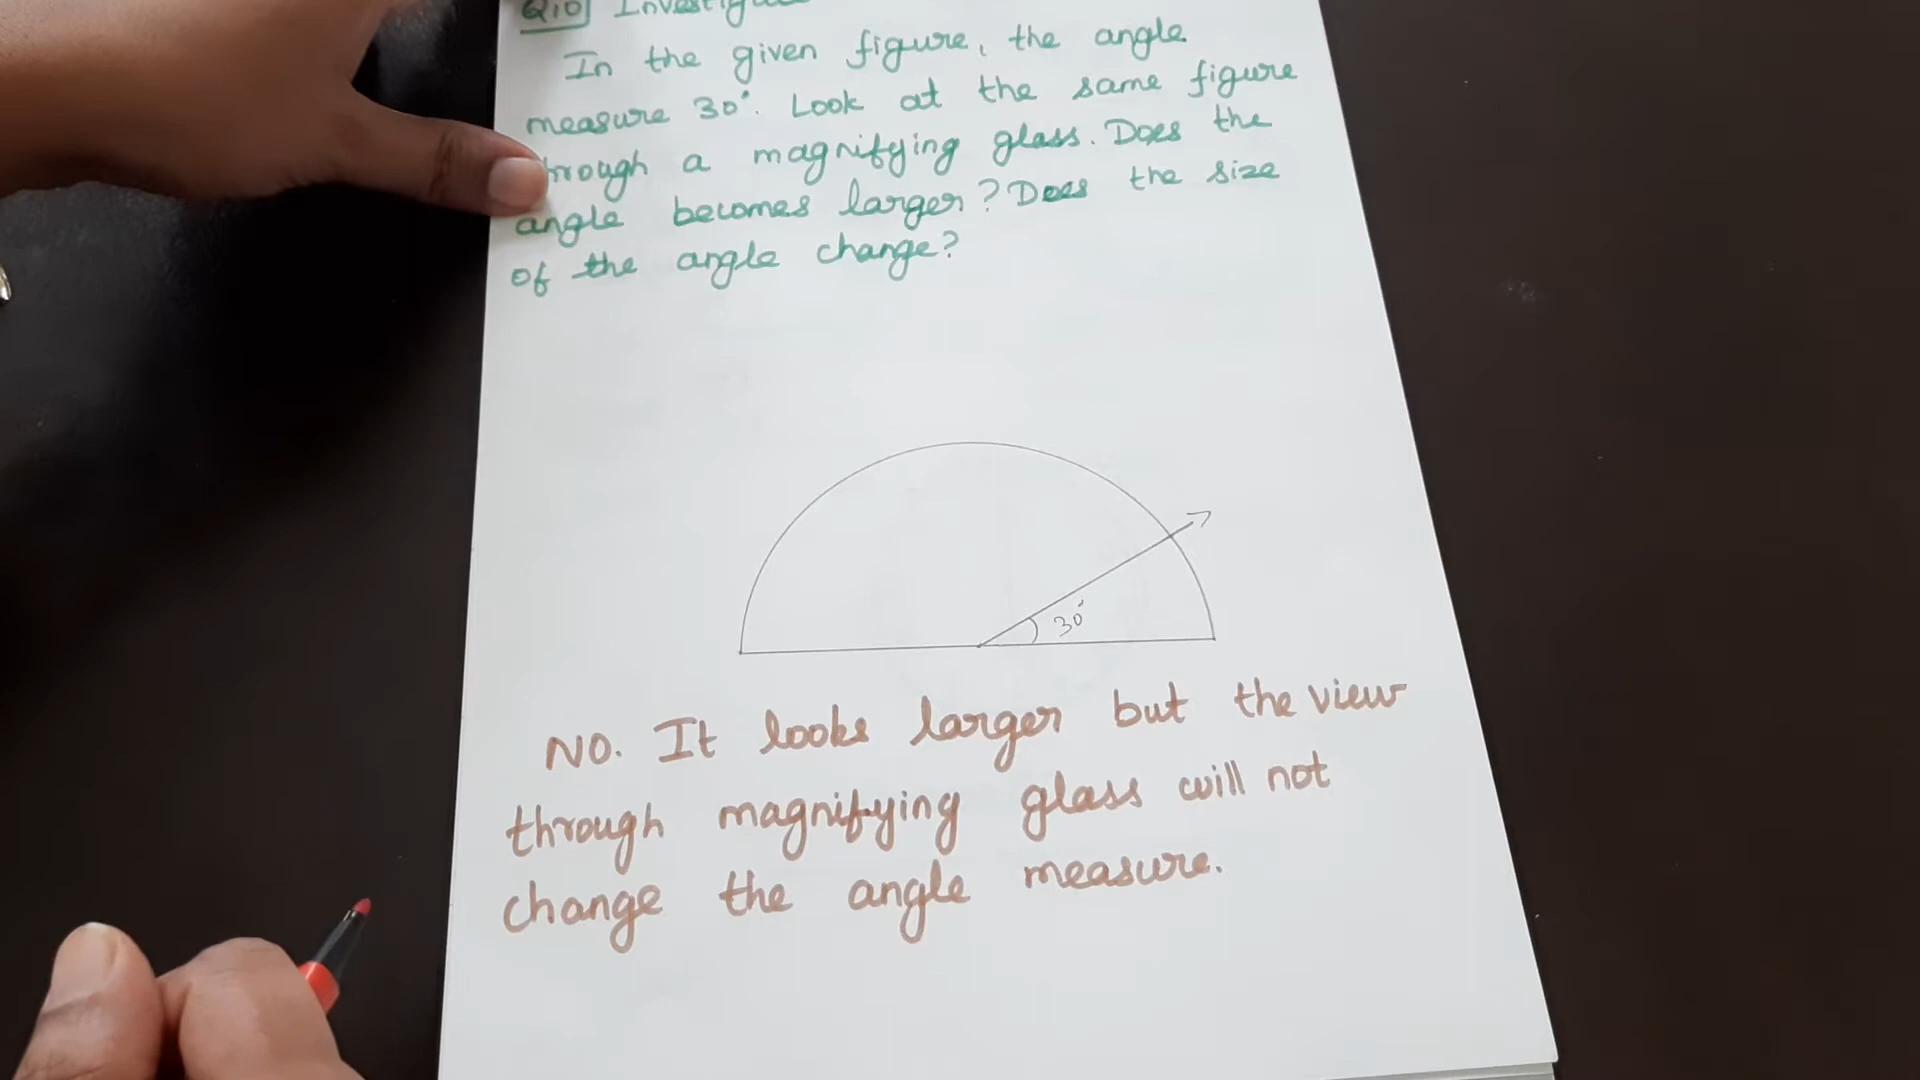 Q10 Investig
In the given figure, the angle
measure 30°. Look at the same figure
hrough a magnifying glass. Does the
angle becomes larger? Does the size
of the angle change?
30°
NO. It looks larger but the view
through magnifying glass will not
change the angle measure.